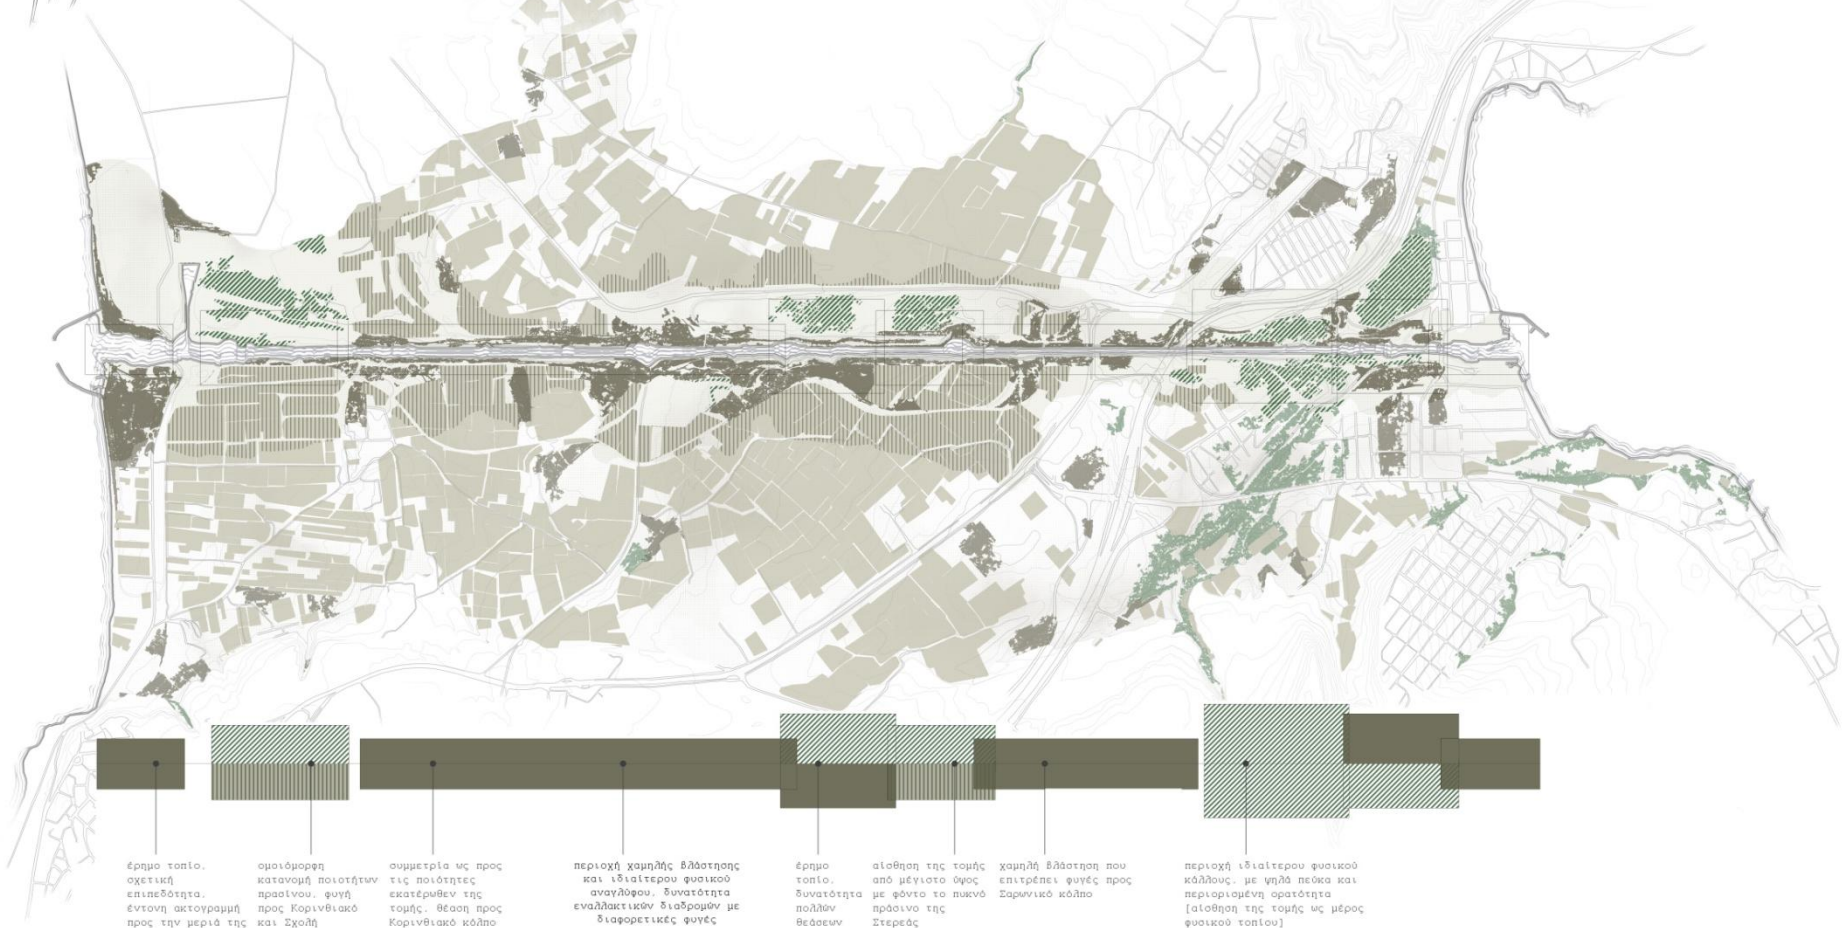 έρημο τοπίο.
σχετική
επιπεδότητα.
έντονη ακτογραμμή
προς την μεριά της
ομοιόμορφη
κατανομή ποιοτήτων
πρασίνου. φυγή
προς Κορινθιακό
και Σχολή
συμμετρία ως προς
τις ποιότητες
εκατέρωθεν της
τομής. θέαση προς
Κορινθιακό κόλπο
περιοχή χαμηλής βλάστησης
και ιδιαίτερου φυσικού
αναγλύφου. δυνατότητα
εναλλακτικών διαδρομών με
διαφορετικές φυγές
έρημο
τοπίο.
δυνατότητα
πολλών
θεάσεων
αίσθηση της τομής
από μέγιστο ύψος
με φόντο το πυκνό
πράσινο της
Στερεάς
χαμηλή βλάστηση που
επιτρέπει φυγές προς
Σαρωνικό κόλπο
περιοχή ιδιαίτερου φυσικού
κάλλους. με ψηλά πεύκα και
περιορισμένη ορατότητα
[αίσθηση της τομής ως μέρος
φυσικού τοπίου]